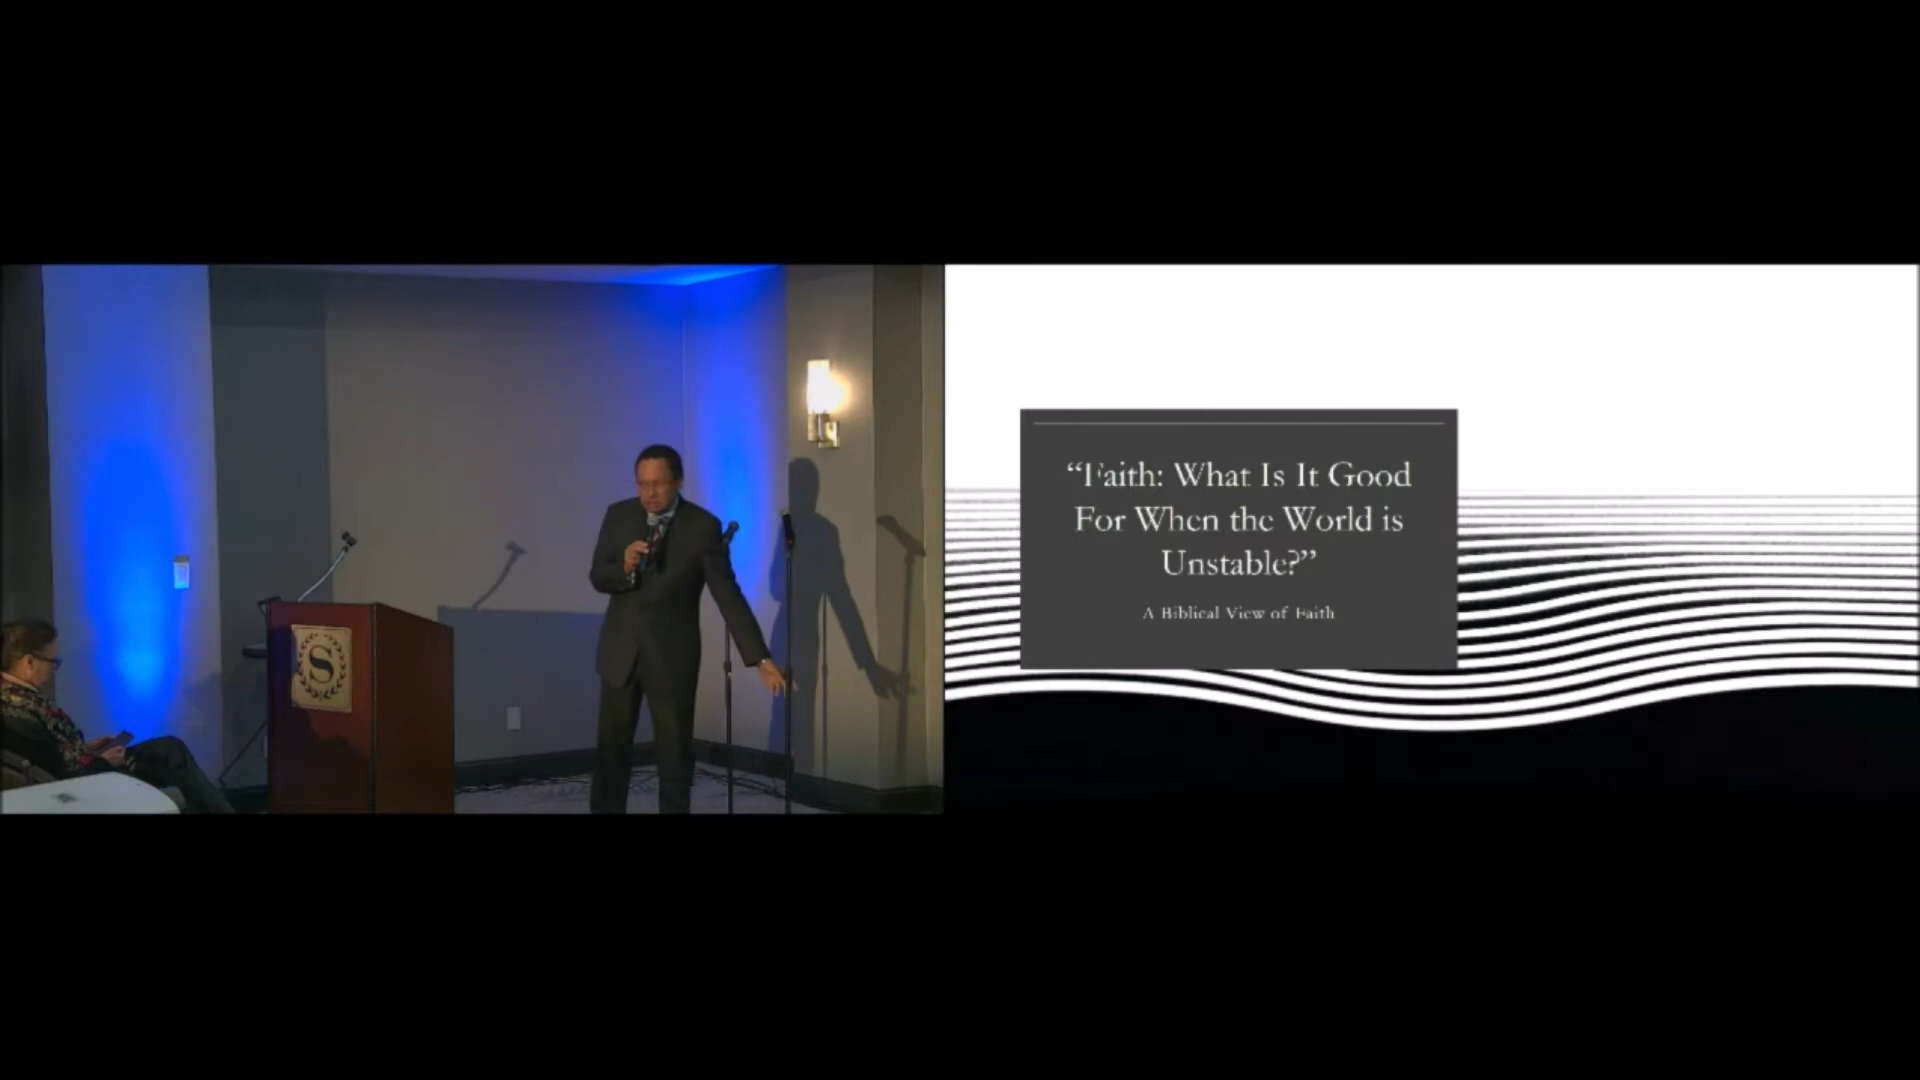 S
“Faith: What Is It Good
For When the World is
Unstable?”
A Biblical View of Faith